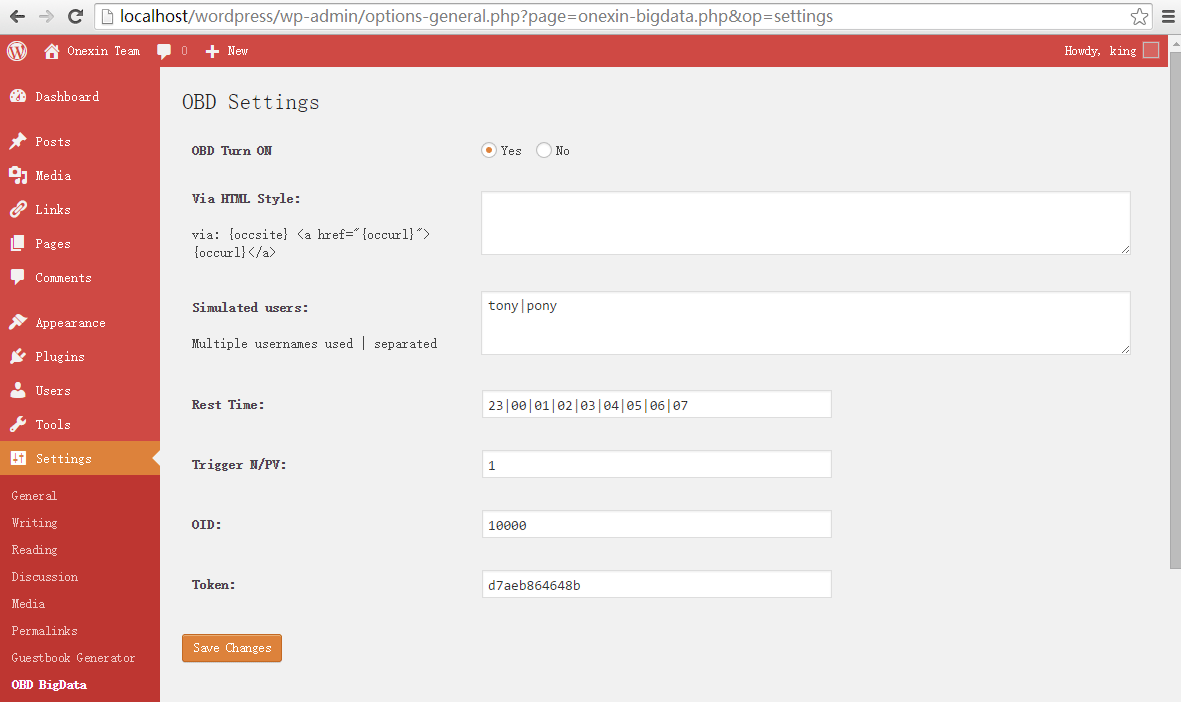 localhost/wordpress/wp-admin/options-general.php?page=onexin-bigdata.php&op=settings
Onexin Team 0 New Howdy, king
Dashboard
Posts
Media
Links
Pages
Comments
Appearance
Plugins
Users
Tools
Settings
General
Writing
Reading
Discussion
Media
Permalinks
Guestbook Generator
OBD BigData
OBD Settings
OBD Turn ON Yes No
Via HTML Style:
via: {occsite} <a href="{occurl}">
{occurl}</a>
Simulated users: tony|pony
Multiple usernames used | separated
Rest Time: 23|00|01|02|03|04|05|06|07
Trigger N/PV: 1
OID: 10000
Token: d7aeb864648b
Save Changes